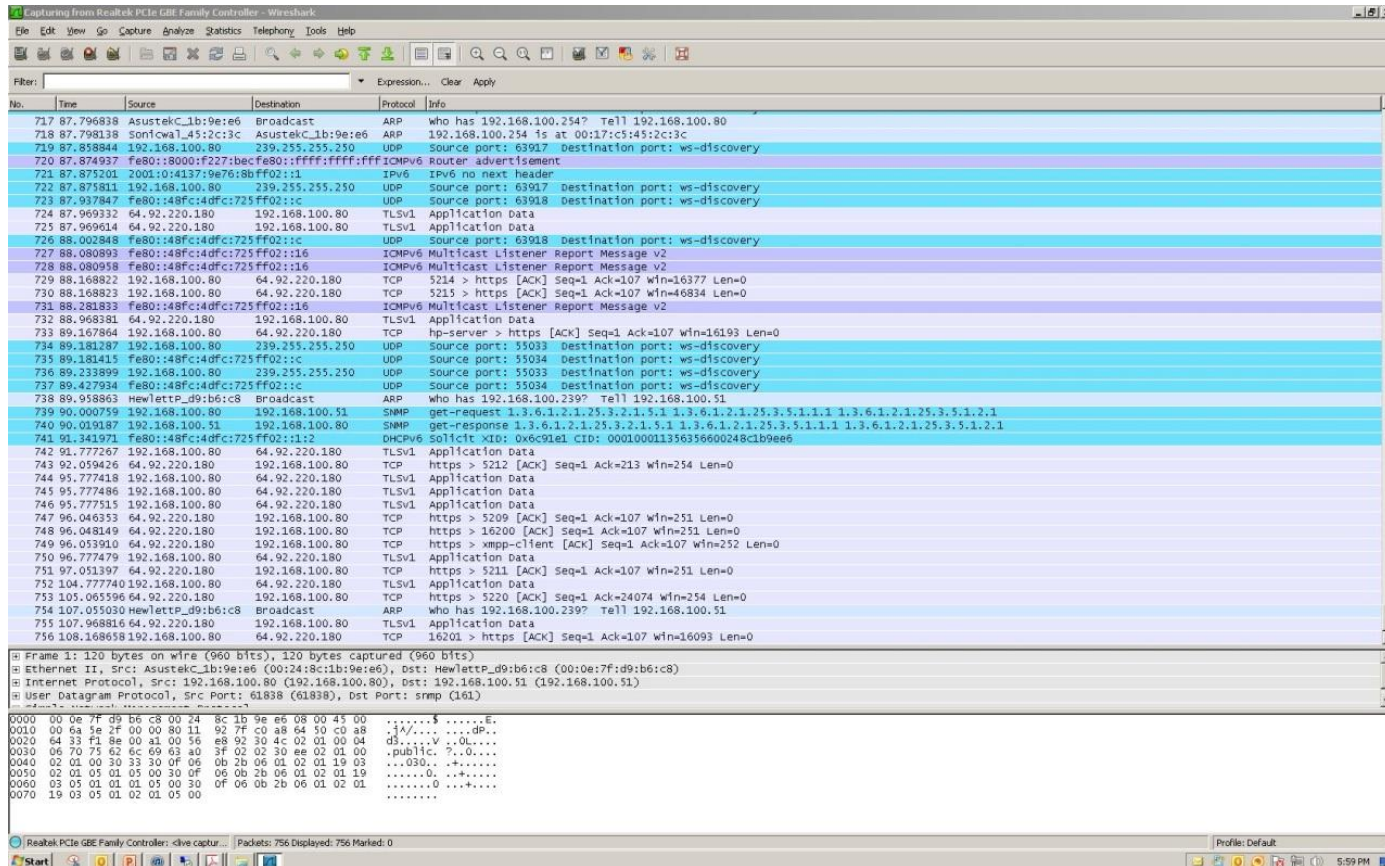 Capturing from Realtek PCIe GBE Family Controller - Wireshark
File Edit View Go Capture Analyze Statistics Telephony Tools Help
Filter: Expression... Clear Apply
No. Time Source Destination Protocol Info
717 87.796838 AsustekC_1b:9e:e6 Broadcast ARP Who has 192.168.100.254? Tell 192.168.100.80
718 87.798138 Sonicwal_45:2c:3c AsustekC_1b:9e:e6 ARP 192.168.100.254 is at 00:17:c5:45:2c:3c
719 87.858844 192.168.100.80 239.255.255.250 UDP Source port: 63917 Destination port: ws-discovery
720 87.874937 fe80::8000:f227:bec fe80::ffff:ffff:fff ICMPv6 Router advertisement
721 87.875201 2001:0:4137:9e76:8b ff02::1 IPv6 IPv6 no next header
722 87.875811 192.168.100.80 239.255.255.250 UDP Source port: 63917 Destination port: ws-discovery
723 87.937847 fe80::48fc:4dfc:725 ff02::c UDP Source port: 63918 Destination port: ws-discovery
724 87.969332 64.92.220.180 192.168.100.80 TLSv1 Application Data
725 87.969614 64.92.220.180 192.168.100.80 TLSv1 Application Data
726 88.002848 fe80::48fc:4dfc:725 ff02::c UDP Source port: 63918 Destination port: ws-discovery
727 88.080893 fe80::48fc:4dfc:725 ff02::16 ICMPv6 Multicast Listener Report Message v2
728 88.080958 fe80::48fc:4dfc:725 ff02::16 ICMPv6 Multicast Listener Report Message v2
729 88.168822 192.168.100.80 64.92.220.180 TCP 5214 > https [ACK] Seq=1 Ack=107 Win=16377 Len=0
730 88.168823 192.168.100.80 64.92.220.180 TCP 5215 > https [ACK] Seq=1 Ack=107 Win=46834 Len=0
731 88.281833 fe80::48fc:4dfc:725 ff02::16 ICMPv6 Multicast Listener Report Message v2
732 88.968381 64.92.220.180 192.168.100.80 TLSv1 Application Data
733 89.167864 192.168.100.80 64.92.220.180 TCP hp-server > https [ACK] Seq=1 Ack=107 Win=16193 Len=0
734 89.181287 192.168.100.80 239.255.255.250 UDP Source port: 55033 Destination port: ws-discovery
735 89.181415 fe80::48fc:4dfc:725 ff02::c UDP Source port: 55034 Destination port: ws-discovery
736 89.233899 192.168.100.80 239.255.255.250 UDP Source port: 55033 Destination port: ws-discovery
737 89.427934 fe80::48fc:4dfc:725 ff02::c UDP Source port: 55034 Destination port: ws-discovery
738 89.958863 HewlettP_d9:b6:c8 Broadcast ARP Who has 192.168.100.239? Tell 192.168.100.51
739 90.000759 192.168.100.80 192.168.100.51 SNMP get-request 1.3.6.1.2.1.25.3.2.1.5.1 1.3.6.1.2.1.25.3.5.1.1.1 1.3.6.1.2.1.25.3.5.1.2.1
740 90.019187 192.168.100.51 192.168.100.80 SNMP get-response 1.3.6.1.2.1.25.3.2.1.5.1 1.3.6.1.2.1.25.3.5.1.1.1 1.3.6.1.2.1.25.3.5.1.2.1
741 91.341971 fe80::48fc:4dfc:725 ff02::1:2 DHCPv6 Solicit XID: 0x6c91e1 CID: 000100011356356600248c1b9ee6
742 91.777267 192.168.100.80 64.92.220.180 TLSv1 Application Data
743 92.059426 64.92.220.180 192.168.100.80 TCP https > 5212 [ACK] Seq=1 Ack=213 Win=254 Len=0
744 95.777418 192.168.100.80 64.92.220.180 TLSv1 Application Data
745 95.777486 192.168.100.80 64.92.220.180 TLSv1 Application Data
746 95.777515 192.168.100.80 64.92.220.180 TLSv1 Application Data
747 96.046353 64.92.220.180 192.168.100.80 TCP https > 5209 [ACK] Seq=1 Ack=107 Win=251 Len=0
748 96.048149 64.92.220.180 192.168.100.80 TCP https > 16200 [ACK] Seq=1 Ack=107 Win=251 Len=0
749 96.053910 64.92.220.180 192.168.100.80 TCP https > xmpp-client [ACK] Seq=1 Ack=107 Win=252 Len=0
750 96.777479 192.168.100.80 64.92.220.180 TLSv1 Application Data
751 97.051397 64.92.220.180 192.168.100.80 TCP https > 5211 [ACK] Seq=1 Ack=107 Win=251 Len=0
752 104.777740 192.168.100.80 64.92.220.180 TLSv1 Application Data
753 105.065596 64.92.220.180 192.168.100.80 TCP https > 5220 [ACK] Seq=1 Ack=24074 Win=254 Len=0
754 107.055030 HewlettP_d9:b6:c8 Broadcast ARP Who has 192.168.100.239? Tell 192.168.100.51
755 107.968816 64.92.220.180 192.168.100.80 TLSv1 Application Data
756 108.168658 192.168.100.80 64.92.220.180 TCP 16201 > https [ACK] Seq=1 Ack=107 Win=16093 Len=0
Frame 1: 120 bytes on wire (960 bits), 120 bytes captured (960 bits)
Ethernet II, Src: AsustekC_1b:9e:e6 (00:24:8c:1b:9e:e6), Dst: HewlettP_d9:b6:c8 (00:0e:7f:d9:b6:c8)
Internet Protocol, Src: 192.168.100.80 (192.168.100.80), Dst: 192.168.100.51 (192.168.100.51)
User Datagram Protocol, Src Port: 61838 (61838), Dst Port: snmp (161)
0000 00 0e 7f d9 b6 c8 00 24 8c 1b 9e e6 08 00 45 00 .......$ ......E.
0010 00 6a 5e 2f 00 00 80 11 92 7f c0 a8 64 50 c0 a8 .j^/.... ....dP..
0020 64 33 f1 8e 00 a1 00 56 e8 92 30 4c 02 01 00 04 d3.....V ..0L....
0030 06 70 75 62 6c 69 63 a0 3f 02 02 30 ee 02 01 00 .public. ?..0....
0040 02 01 00 30 33 30 0f 06 0b 2b 06 01 02 01 19 03 ...030.. .+......
0050 02 01 05 01 05 00 30 0f 06 0b 2b 06 01 02 01 19 ......0. ..+.....
0060 03 05 01 01 01 05 00 30 0f 06 0b 2b 06 01 02 01 .......0 ...+....
0070 19 03 05 01 02 01 05 00 ........
Realtek PCIe GBE Family Controller: <live captur... Packets: 756 Displayed: 756 Marked: 0 Profile: Default
Start 5:59 PM